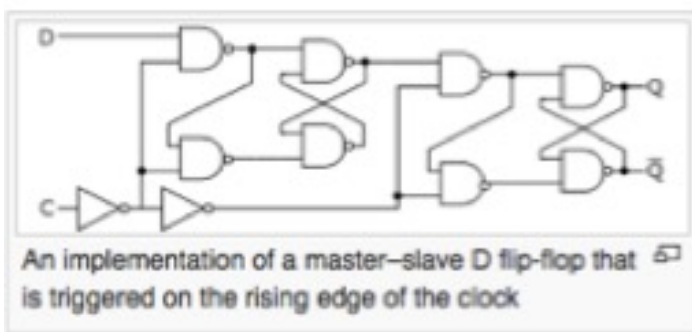 D
Q
C
Q̅
An implementation of a master–slave D flip-flop that
is triggered on the rising edge of the clock